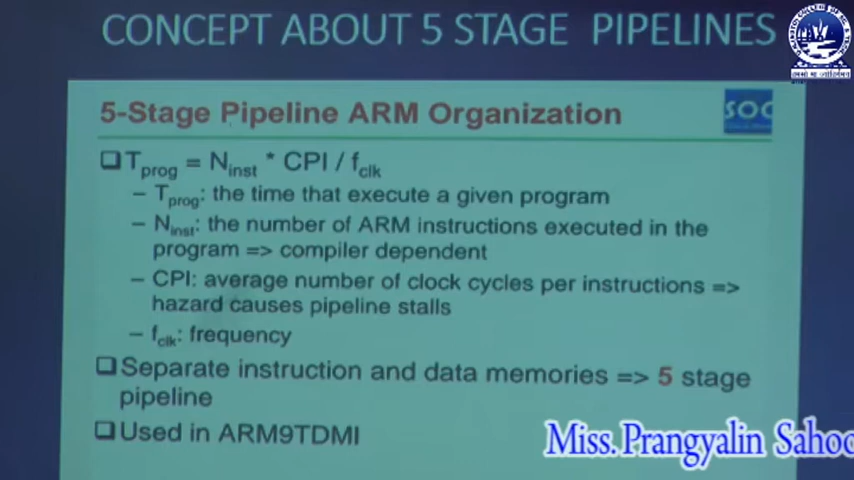 CONCEPT ABOUT 5 STAGE PIPELINES
5-Stage Pipeline ARM Organization
SOC
❑Tprog = Ninst * CPI / fclk
– Tprog: the time that execute a given program
– Ninst: the number of ARM instructions executed in the
program => compiler dependent
– CPI: average number of clock cycles per instructions =>
hazard causes pipeline stalls
– fclk: frequency
❑Separate instruction and data memories => 5 stage
pipeline
❑Used in ARM9TDMI
Miss. Prangyalin Sahoo